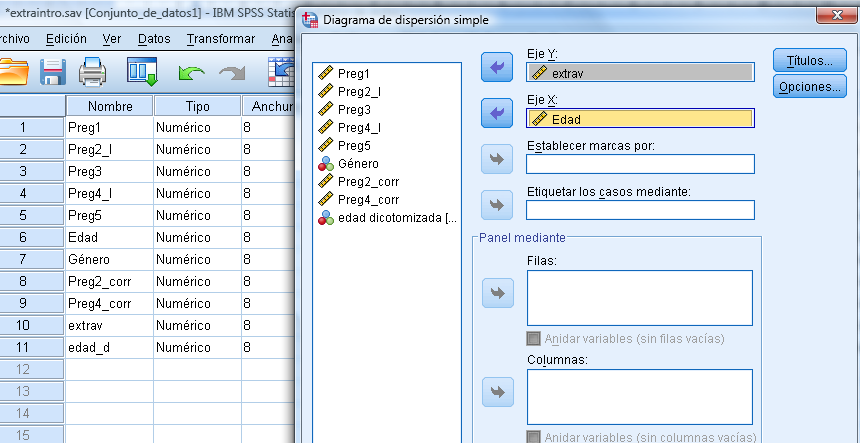 *extraintro.sav [Conjunto_de_datos1] - IBM SPSS Statis
rchivo Edición Ver Datos Transformar Ana
Nombre Tipo Anchur
1 Preg1 Numérico 8
2 Preg2_I Numérico 8
3 Preg3 Numérico 8
4 Preg4_I Numérico 8
5 Preg5 Numérico 8
6 Edad Numérico 8
7 Género Numérico 8
8 Preg2_corr Numérico 8
9 Preg4_corr Numérico 8
10 extrav Numérico 8
11 edad_d Numérico 8
12
13
14
15
Diagrama de dispersión simple
Preg1
Preg2_I
Preg3
Preg4_I
Preg5
Género
Preg2_corr
Preg4_corr
edad dicotomizada [...
Eje Y:
extrav
Eje X:
Edad
Establecer marcas por:
Etiquetar los casos mediante:
Panel mediante
Filas:
Anidar variables (sin filas vacías)
Columnas:
Anidar variables (sin columnas vacías)
Títulos...
Opciones...